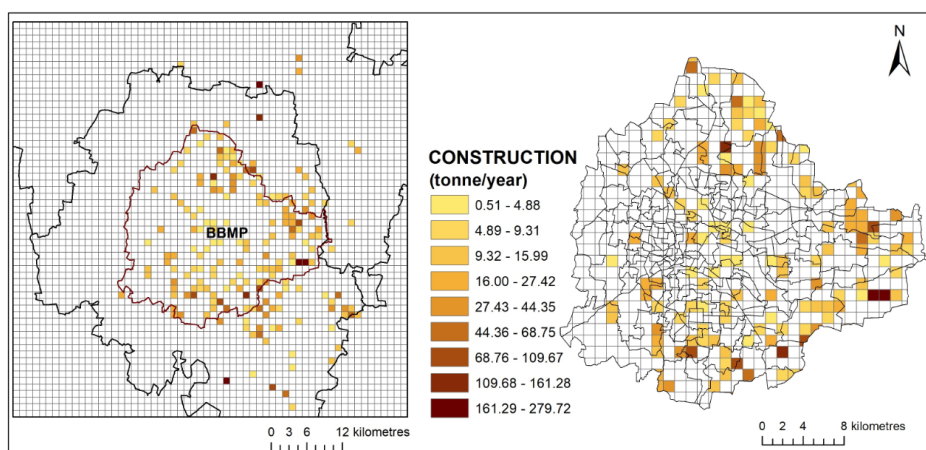 BBMP
0 3 6 12 kilometres
CONSTRUCTION
(tonne/year)
0.51 - 4.88
4.89 - 9.31
9.32 - 15.99
16.00 - 27.42
27.43 - 44.35
44.36 - 68.75
68.76 - 109.67
109.68 - 161.28
161.29 - 279.72
N
0 2 4 8 kilometres